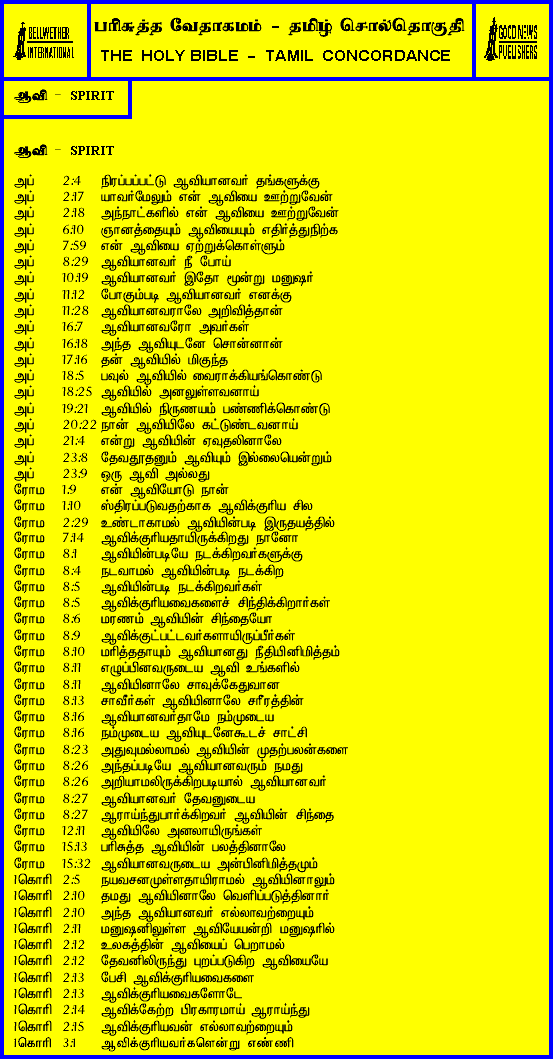 BELLWETHER
INTERNATIONAL
பரிசுத்த வேதாகமம் - தமிழ் சொல்தொகுதி
THE HOLY BIBLE - TAMIL CONCORDANCE
GOOD NEWS
PUBLISHERS
ஆவி - SPIRIT
ஆவி - SPIRIT
அப் 2:4 நிரப்பப்பட்டு ஆவியானவர் தங்களுக்கு
அப் 2:17 யாவர்மேலும் என் ஆவியை ஊற்றுவேன்
அப் 2:18 அந்நாட்களில் என் ஆவியை ஊற்றுவேன்
அப் 6:10 ஞானத்தையும் ஆவியையும் எதிர்த்துநிற்க
அப் 7:59 என் ஆவியை ஏற்றுக்கொள்ளும்
அப் 8:29 ஆவியானவர் நீ போய்
அப் 10:19 ஆவியானவர் இதோ மூன்று மனுஷர்
அப் 11:12 போகும்படி ஆவியானவர் எனக்கு
அப் 11:28 ஆவியானவராலே அறிவித்தான்
அப் 16:7 ஆவியானவரோ அவர்கள்
அப் 16:18 அந்த ஆவியுடனே சொன்னான்
அப் 17:16 தன் ஆவியில் மிகுந்த
அப் 18:5 பவுல் ஆவியில் வைராக்கியங்கொண்டு
அப் 18:25 ஆவியில் அனலுள்ளவனாய்
அப் 19:21 ஆவியில் நிருணயம் பண்ணிக்கொண்டு
அப் 20:22 நான் ஆவியிலே கட்டுண்டவனாய்
அப் 21:4 என்று ஆவியின் ஏவுதலினாலே
அப் 23:8 தேவதூதனும் ஆவியும் இல்லையென்றும்
அப் 23:9 ஒரு ஆவி அல்லது
ரோம 1:9 என் ஆவியோடு நான்
ரோம 1:10 ஸ்திரப்படுவதற்காக ஆவிக்குரிய சில
ரோம 2:29 உண்டாகாமல் ஆவியின்படி இருதயத்தில்
ரோம 7:14 ஆவிக்குரியதாயிருக்கிறது நானோ
ரோம 8:1 ஆவியின்படியே நடக்கிறவர்களுக்கு
ரோம 8:4 நடவாமல் ஆவியின்படி நடக்கிற
ரோம 8:5 ஆவியின்படி நடக்கிறவர்கள்
ரோம 8:5 ஆவிக்குரியவைகளைச் சிந்திக்கிறார்கள்
ரோம 8:6 மரணம் ஆவியின் சிந்தையோ
ரோம 8:9 ஆவிக்குட்பட்டவர்களாயிருப்பீர்கள்
ரோம 8:10 மரித்ததாயும் ஆவியானது நீதியினிமித்தம்
ரோம 8:11 எழுப்பினவருடைய ஆவி உங்களில்
ரோம 8:11 ஆவியினாலே சாவுக்கேதுவான
ரோம 8:13 சாவீர்கள் ஆவியினாலே சரீரத்தின்
ரோம 8:16 ஆவியானவர்தாமே நம்முடைய
ரோம 8:16 நம்முடைய ஆவியுடனேகூடச் சாட்சி
ரோம 8:23 அதுவுமல்லாமல் ஆவியின் முதற்பலன்களை
ரோம 8:26 அந்தப்படியே ஆவியானவரும் நமது
ரோம 8:26 அறியாமலிருக்கிறபடியால் ஆவியானவர்
ரோம 8:27 ஆவியானவர் தேவனுடைய
ரோம 8:27 ஆராய்ந்துபார்க்கிறவர் ஆவியின் சிந்தை
ரோம 12:11 ஆவியிலே அனலாயிருங்கள்
ரோம 15:13 பரிசுத்த ஆவியின் பலத்தினாலே
ரோம 15:32 ஆவியானவருடைய அன்பினிமித்தமும்
1கொரி 2:5 நயவசனமுள்ளதாயிராமல் ஆவியினாலும்
1கொரி 2:10 தமது ஆவியினாலே வெளிப்படுத்தினார்
1கொரி 2:10 அந்த ஆவியானவர் எல்லாவற்றையும்
1கொரி 2:11 மனுஷனிலுள்ள ஆவியேயன்றி மனுஷரில்
1கொரி 2:12 உலகத்தின் ஆவியைப் பெறாமல்
1கொரி 2:12 தேவனிலிருந்து புறப்படுகிற ஆவியையே
1கொரி 2:13 பேசி ஆவிக்குரியவைகளை
1கொரி 2:13 ஆவிக்குரியவைகளோடே
1கொரி 2:14 ஆவிக்கேற்ற பிரகாரமாய் ஆராய்ந்து
1கொரி 2:15 ஆவிக்குரியவன் எல்லாவற்றையும்
1கொரி 3:1 ஆவிக்குரியவர்களென்று எண்ணி